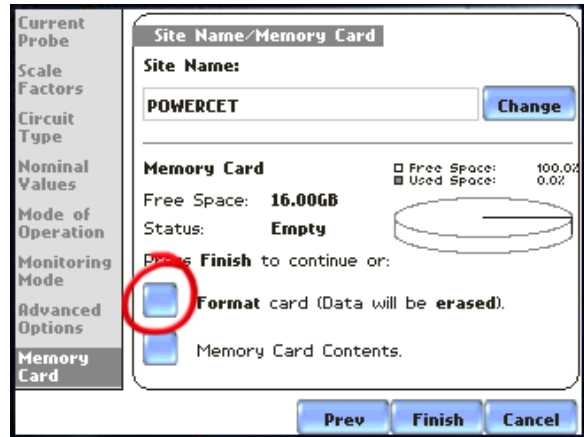 Current
Probe
Scale
Factors
Circuit
Type
Nominal
Values
Mode of
Operation
Monitoring
Mode
Advanced
Options
Memory
Card
Site Name/Memory Card
Site Name:
POWERCET
Change
Memory Card
Free Space: 100.0%
Used Space: 0.0%
Free Space: 16.00GB
Status: Empty
Press Finish to continue or:
Format card (Data will be erased).
Memory Card Contents.
Prev
Finish
Cancel